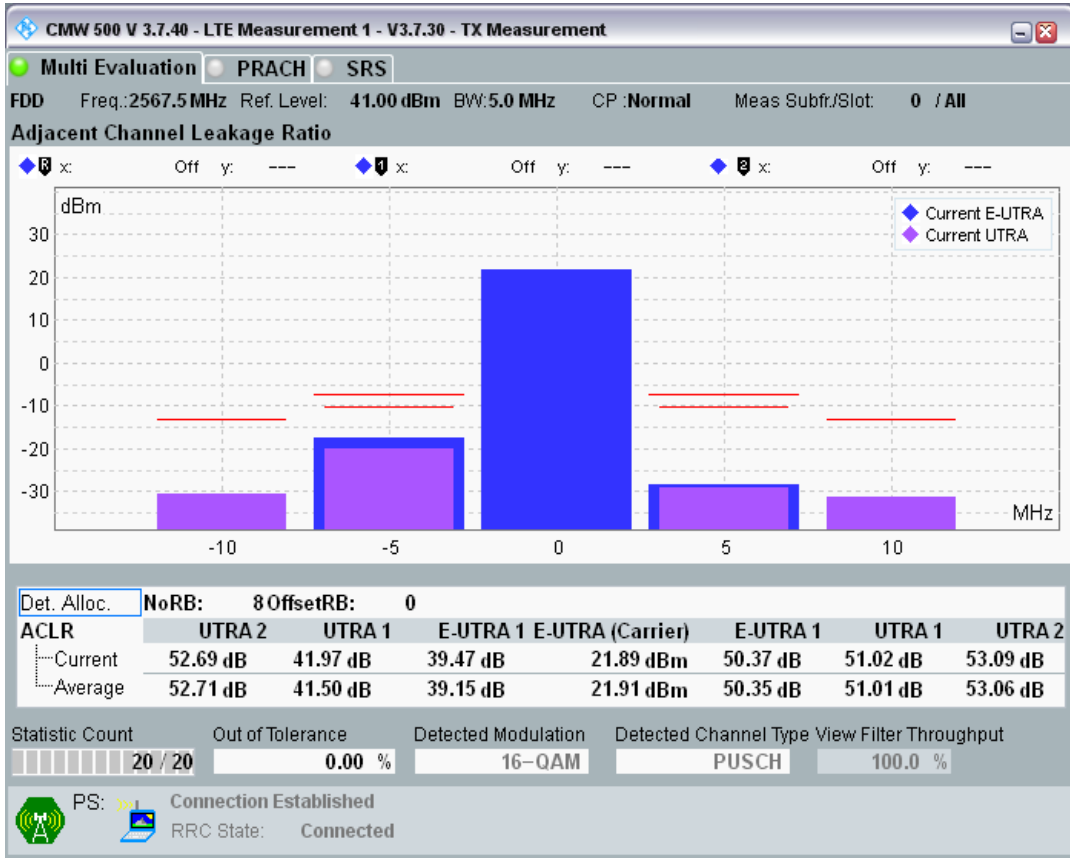 CMW 500 V 3.7.40 - LTE Measurement 1 - V3.7.30 - TX Measurement
Multi Evaluation PRACH SRS
FDD Freq.:2567.5 MHz Ref. Level: 41.00 dBm BW:5.0 MHz CP :Normal Meas Subfr./Slot: 0 / All
Adjacent Channel Leakage Ratio
R x: Off y: --- 1 x: Off y: --- 2 x: Off y: ---
dBm
Current E-UTRA
Current UTRA
30
20
10
0
-10
-20
-30
MHz
-10 -5 0 5 10
Det. Alloc. NoRB: 8 OffsetRB: 0
ACLR UTRA 2 UTRA 1 E-UTRA 1 E-UTRA (Carrier) E-UTRA 1 UTRA 1 UTRA 2
Current 52.69 dB 41.97 dB 39.47 dB 21.89 dBm 50.37 dB 51.02 dB 53.09 dB
Average 52.71 dB 41.50 dB 39.15 dB 21.91 dBm 50.35 dB 51.01 dB 53.06 dB
Statistic Count Out of Tolerance Detected Modulation Detected Channel Type View Filter Throughput
20 / 20 0.00 % 16-QAM PUSCH 100.0 %
PS: Connection Established
RRC State: Connected